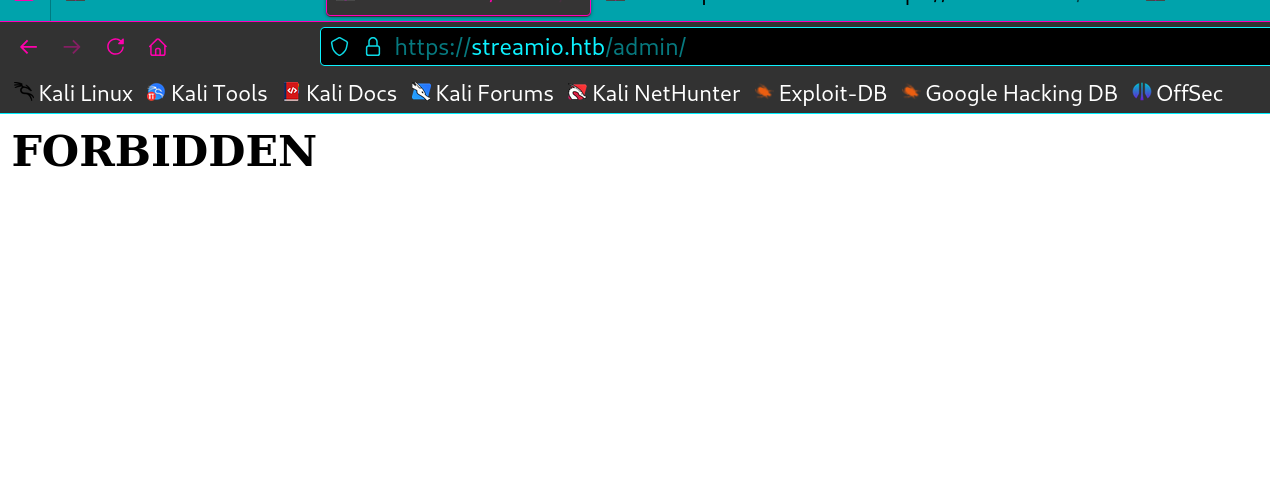 https://streamio.htb/admin/
Kali Linux Kali Tools Kali Docs Kali Forums Kali NetHunter Exploit-DB Google Hacking DB OffSec
FORBIDDEN